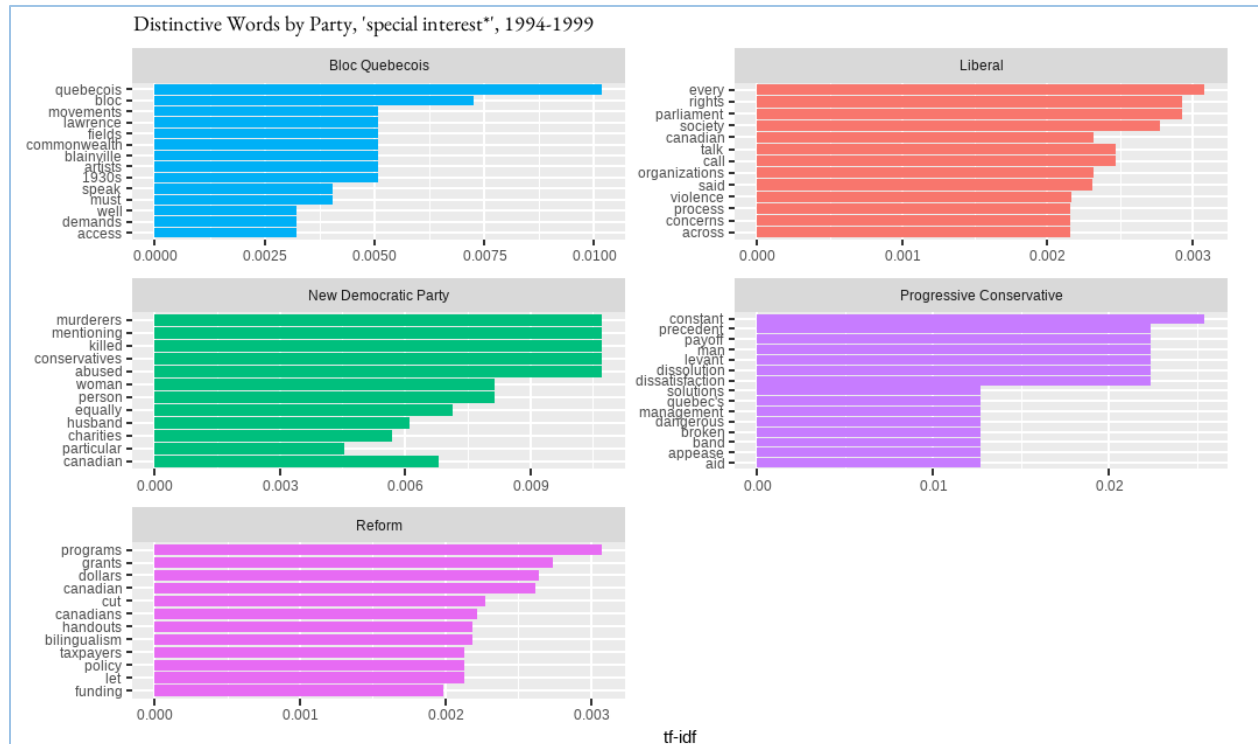 Distinctive Words by Party, 'special interest*', 1994-1999
Bloc Quebecois
quebecois
bloc
movements
lawrence
fields
commonwealth
blainville
artists
1930s
speak
must
well
demands
access
0.0000 0.0025 0.0050 0.0075 0.0100
Liberal
every
rights
parliament
society
canadian
talk
call
organizations
said
violence
process
concerns
across
0.000 0.001 0.002 0.003
New Democratic Party
murderers
mentioning
killed
conservatives
abused
woman
person
equally
husband
charities
particular
canadian
0.000 0.003 0.006 0.009
Progressive Conservative
constant
precedent
payoff
man
levant
dissolution
dissatisfaction
solutions
quebec's
management
dangerous
broken
band
appease
aid
0.00 0.01 0.02
Reform
programs
grants
dollars
canadian
cut
canadians
handouts
bilingualism
taxpayers
policy
let
funding
0.000 0.001 0.002 0.003
tf-idf